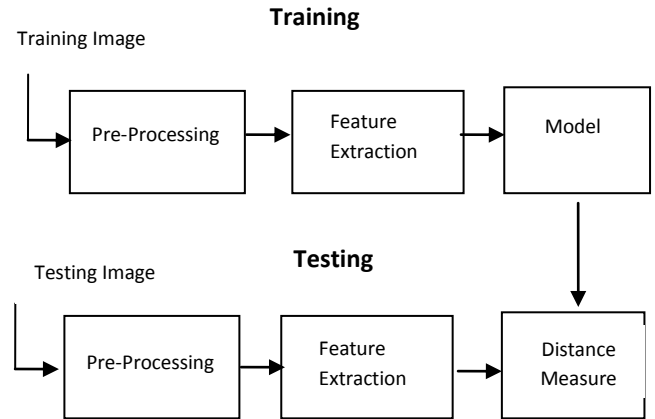 Training
Training Image
Pre-Processing
Feature
Extraction
Model
Testing
Testing Image
Pre-Processing
Feature
Extraction
Distance
Measure